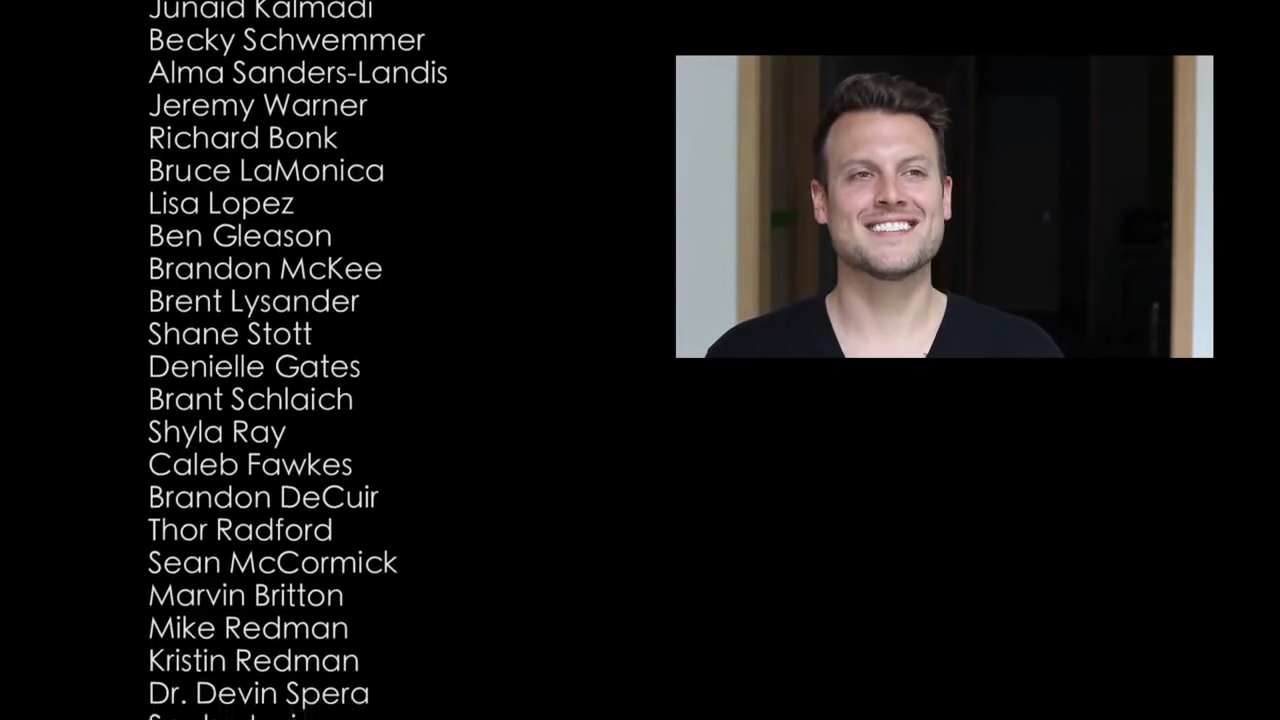 Junaid Kalmadi
Becky Schwemmer
Alma Sanders-Landis
Jeremy Warner
Richard Bonk
Bruce LaMonica
Lisa Lopez
Ben Gleason
Brandon McKee
Brent Lysander
Shane Stott
Denielle Gates
Brant Schlaich
Shyla Ray
Caleb Fawkes
Brandon DeCuir
Thor Radford
Sean McCormick
Marvin Britton
Mike Redman
Kristin Redman
Dr. Devin Spera